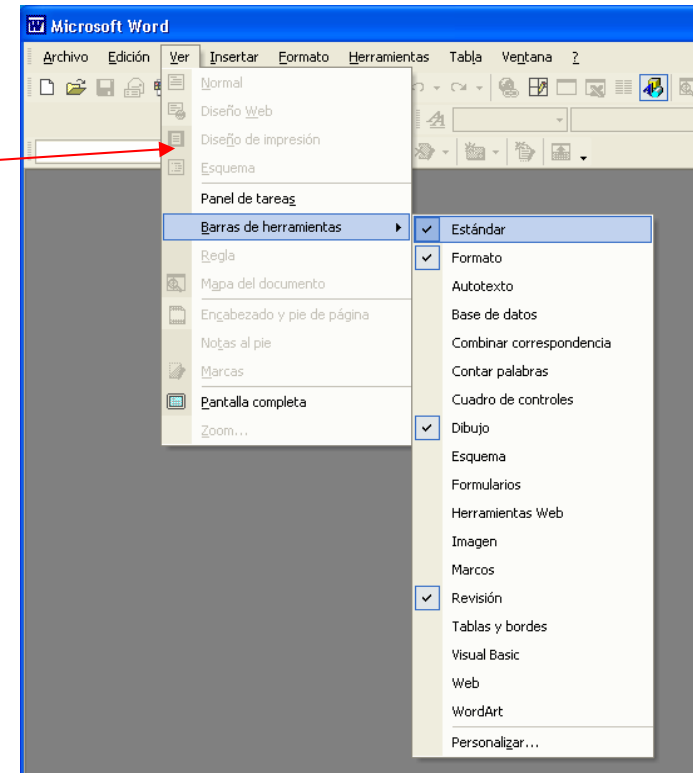 Microsoft Word
Archivo Edición Ver Insertar Formato Herramientas Tabla Ventana ?
Normal
Diseño Web
Diseño de impresión
Esquema
Panel de tareas
Barras de herramientas
Regla
Mapa del documento
Encabezado y pie de página
Notas al pie
Marcas
Pantalla completa
Zoom...
Estándar
Formato
Autotexto
Base de datos
Combinar correspondencia
Contar palabras
Cuadro de controles
Dibujo
Esquema
Formularios
Herramientas Web
Imagen
Marcos
Revisión
Tablas y bordes
Visual Basic
Web
WordArt
Personalizar...